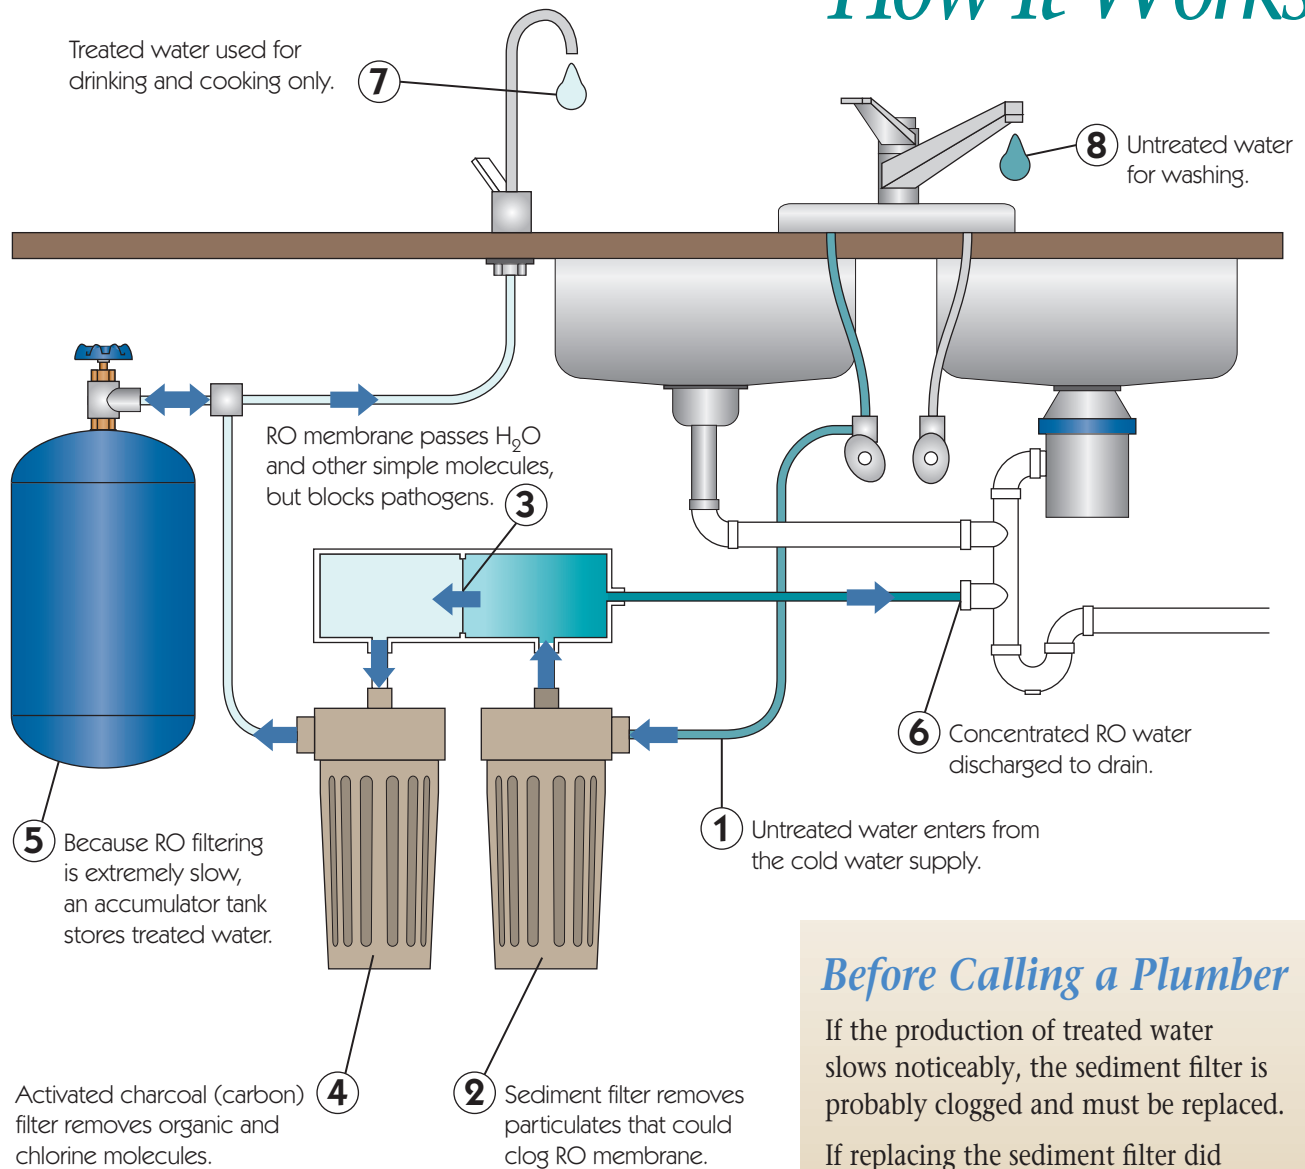 How It Works
Treated water used for
drinking and cooking only.
7
8
Untreated water
for washing.
RO membrane passes H₂O
and other simple molecules,
but blocks pathogens.
3
6
Concentrated RO water
discharged to drain.
1
Untreated water enters from
the cold water supply.
5
Because RO filtering
is extremely slow,
an accumulator tank
stores treated water.
4
Activated charcoal (carbon)
filter removes organic and
chlorine molecules.
2
Sediment filter removes
particulates that could
clog RO membrane.
Before Calling a Plumber
If the production of treated water
slows noticeably, the sediment filter is
probably clogged and must be replaced.
If replacing the sediment filter did